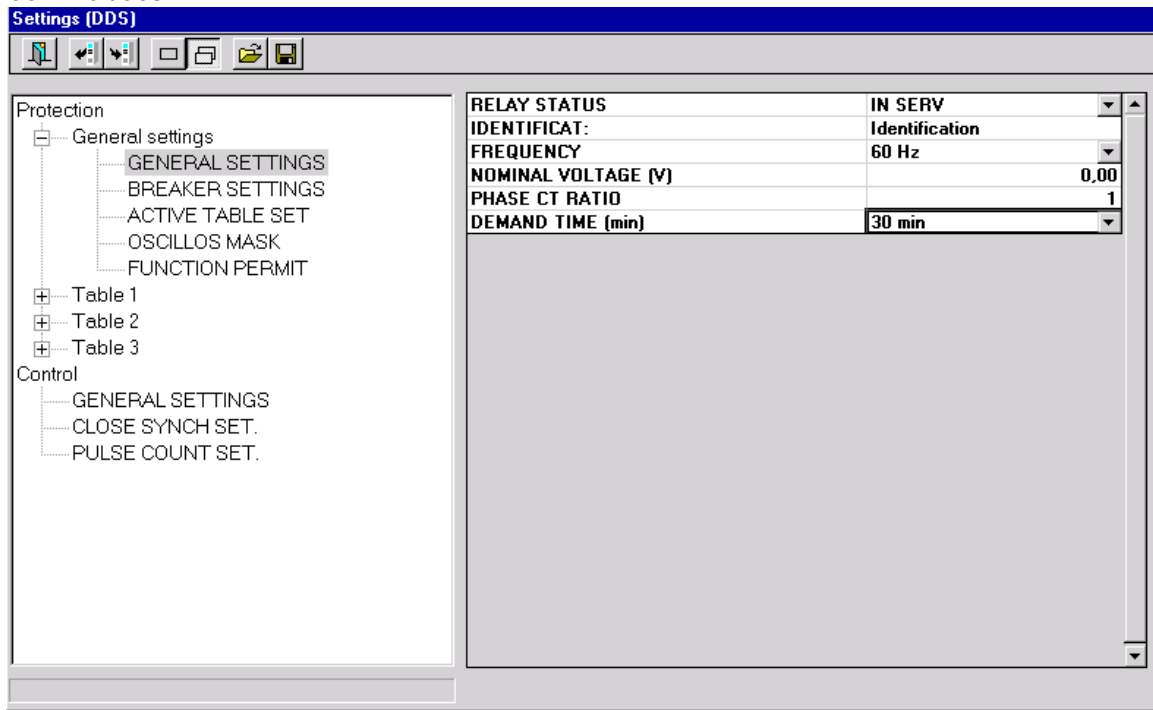 Settings (DDS)
Protection
General settings
GENERAL SETTINGS
BREAKER SETTINGS
ACTIVE TABLE SET
OSCILLOS MASK
FUNCTION PERMIT
Table 1
Table 2
Table 3
Control
GENERAL SETTINGS
CLOSE SYNCH SET.
PULSE COUNT SET.
RELAY STATUS IN SERV
IDENTIFICAT: Identification
FREQUENCY 60 Hz
NOMINAL VOLTAGE (V) 0,00
PHASE CT RATIO 1
DEMAND TIME (min) 30 min